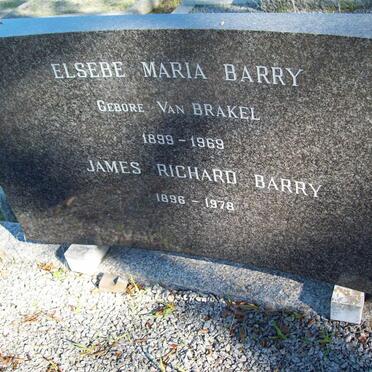 ELSEBE MARIA BARRY
GEBORE VAN BRAKEL
1899 - 1969
JAMES RICHARD BARRY
1896 - 1978